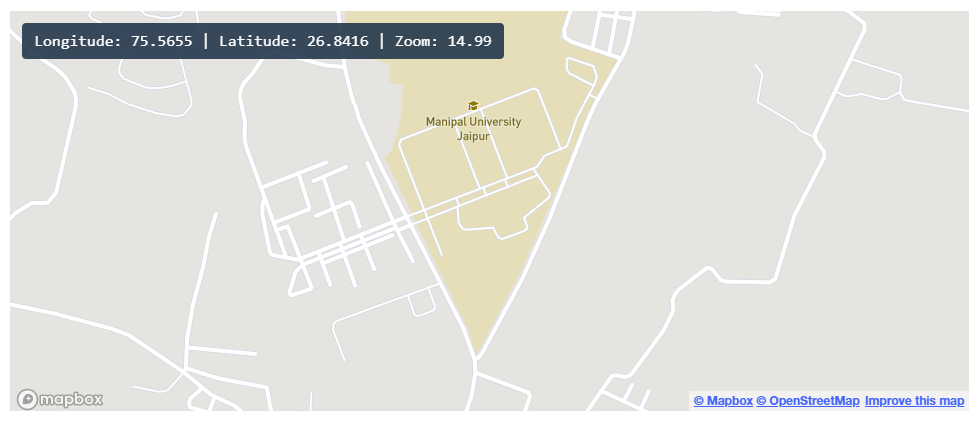 Longitude: 75.5655 | Latitude: 26.8416 | Zoom: 14.99
Manipal University
Jaipur
mapbox
© Mapbox © OpenStreetMap Improve this map